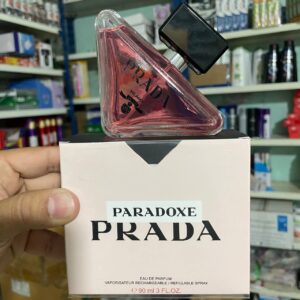 PRADA
PARADOXE
PRADA
EAU DE PARFUM
VAPORISATEUR RECHARGEABLE / REFILLABLE SPRAY
℮ 90 ml 3 FL.OZ.